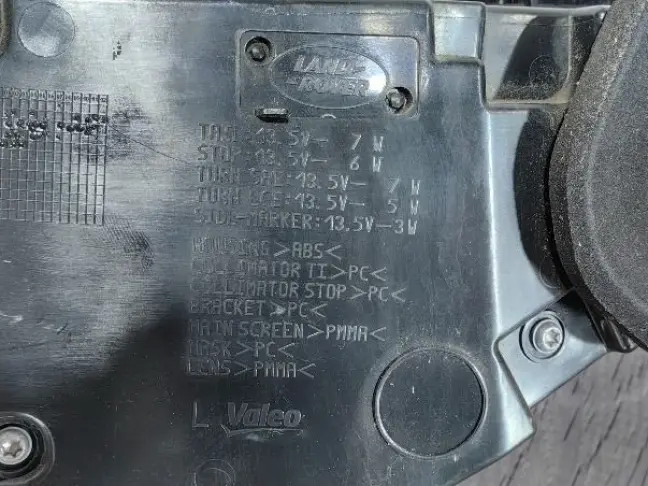 LAND-
-ROVER
TAIL:13.5V- 7 W
STOP:13.5V- 6 W
TURN SAE:13.5V- 7 W
TURN ECE:13.5V- 5 W
SIDE-MARKER:13.5V-3W
HOUSING>ABS<
COLLIMATOR TI>PC<
COLLIMATOR STOP>PC<
BRACKET>PC<
MAIN SCREEN>PMMA<
MASK>PC<
LENS>PMMA<
L Valeo